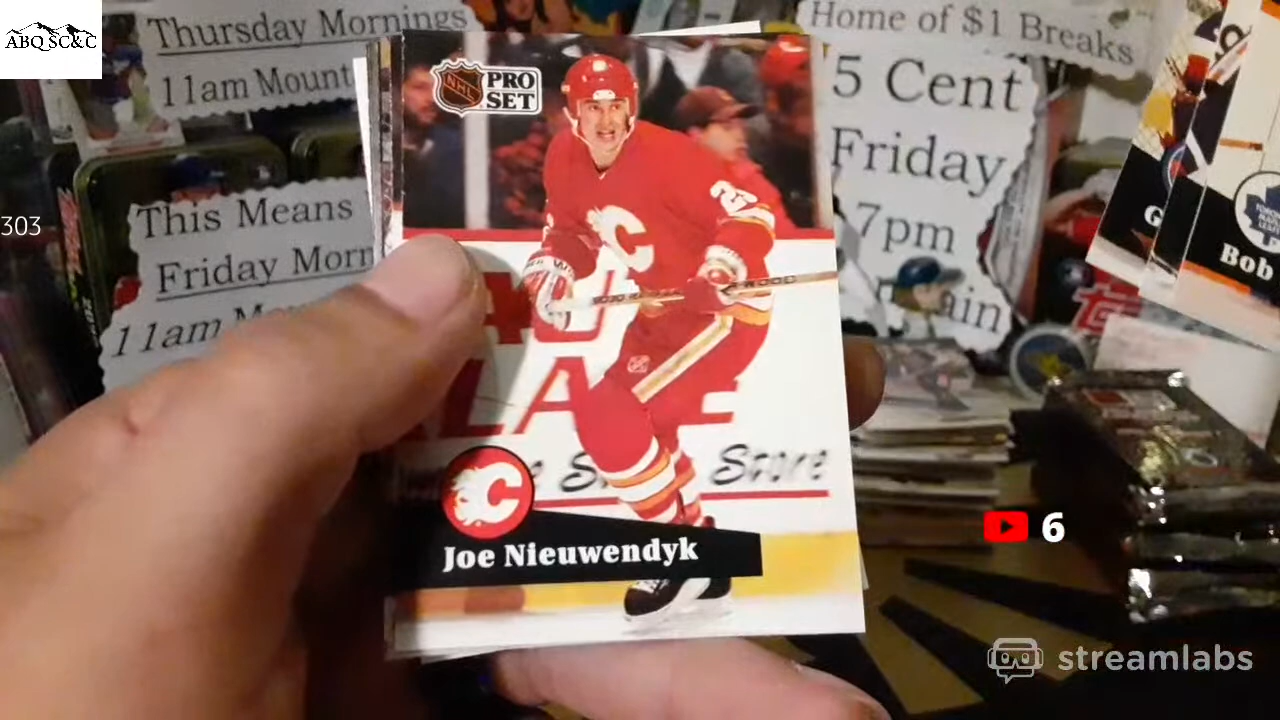 ABQ SC&C
Thursday Mornings
11am Mount
This Means
Friday Morn
11am
303
NHL
PRO
SET
C
Store
C
Joe Nieuwendyk
Home of $1 Breaks
5 Cent
Friday
7pm
Bob
6
streamlabs